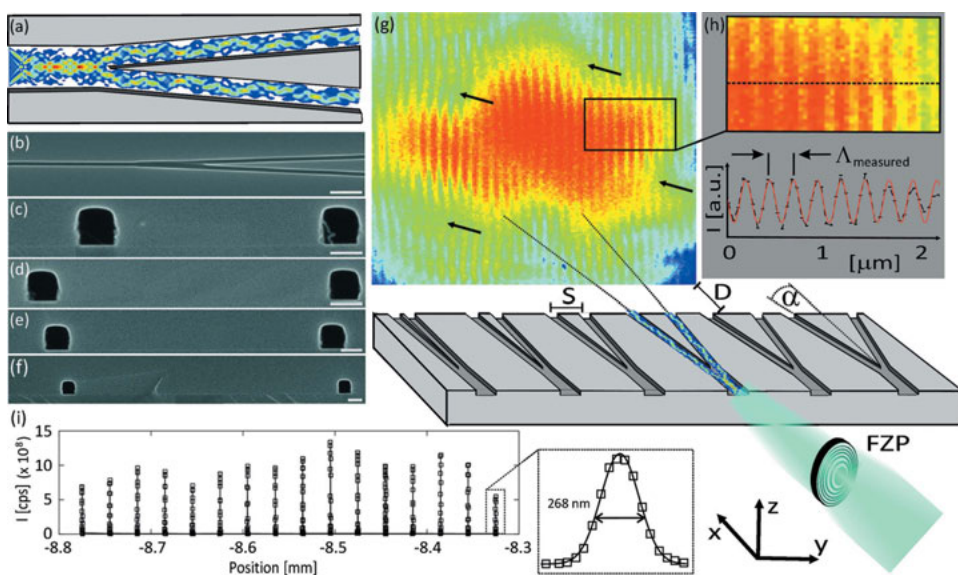 (a)
(b)
(c)
(d)
(e)
(f)
(g)
(h)
Λmeasured
I [a.u.]
0 1 2
[μm]
S
D
α
FZP
x
z
y
(i)
I [cps] (x 10⁸)
15
10
5
0
-8.8 -8.7 -8.6 -8.5 -8.4 -8.3
Position [mm]
268 nm